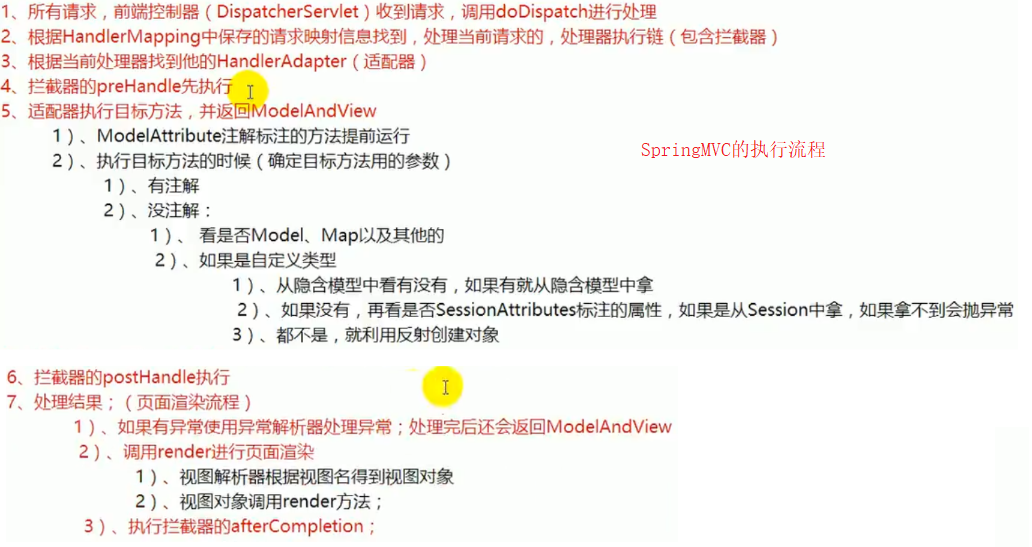 1、所有请求，前端控制器（DispatcherServlet）收到请求，调用doDispatch进行处理
2、根据HandlerMapping中保存的请求映射信息找到，处理当前请求的，处理器执行链（包含拦截器）
3、根据当前处理器找到他的HandlerAdapter（适配器）
4、拦截器的preHandle先执行
5、适配器执行目标方法，并返回ModelAndView
1）、ModelAttribute注解标注的方法提前运行
SpringMVC的执行流程
2）、执行目标方法的时候（确定目标方法用的参数）
1）、有注解
2）、没注解：
1）、 看是否Model、Map以及其他的
2）、如果是自定义类型
1）、从隐含模型中看有没有，如果有就从隐含模型中拿
2）、如果没有，再看是否SessionAttributes标注的属性，如果是从Session中拿，如果拿不到会抛异常
3）、都不是，就利用反射创建对象
6、拦截器的postHandle执行
7、处理结果；（页面渲染流程）
1）、如果有异常使用异常解析器处理异常；处理完后还会返回ModelAndView
2）、调用render进行页面渲染
1）、视图解析器根据视图名得到视图对象
2）、视图对象调用render方法；
3）、执行拦截器的afterCompletion；